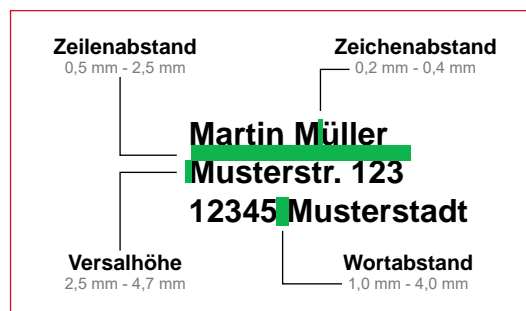 Zeilenabstand
0,5 mm - 2,5 mm
Zeichenabstand
0,2 mm - 0,4 mm
Martin Müller
Musterstr. 123
12345 Musterstadt
Versalhöhe
2,5 mm - 4,7 mm
Wortabstand
1,0 mm - 4,0 mm